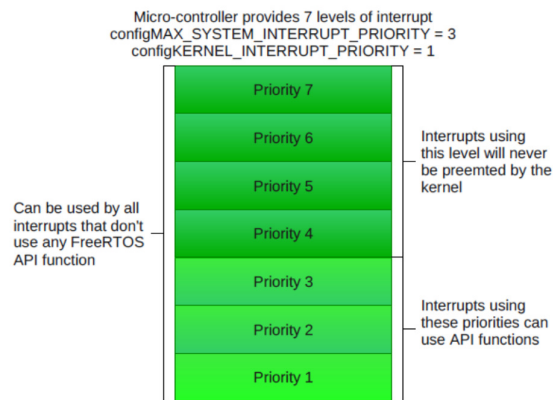 Micro-controller provides 7 levels of interrupt
configMAX_SYSTEM_INTERRUPT_PRIORITY = 3
configKERNEL_INTERRUPT_PRIORITY = 1
Priority 7
Priority 6
Priority 5
Priority 4
Priority 3
Priority 2
Priority 1
Can be used by all
interrupts that don't
use any FreeRTOS
API function
Interrupts using
this level will never
be preemted by the
kernel
Interrupts using
these priorities can
use API functions